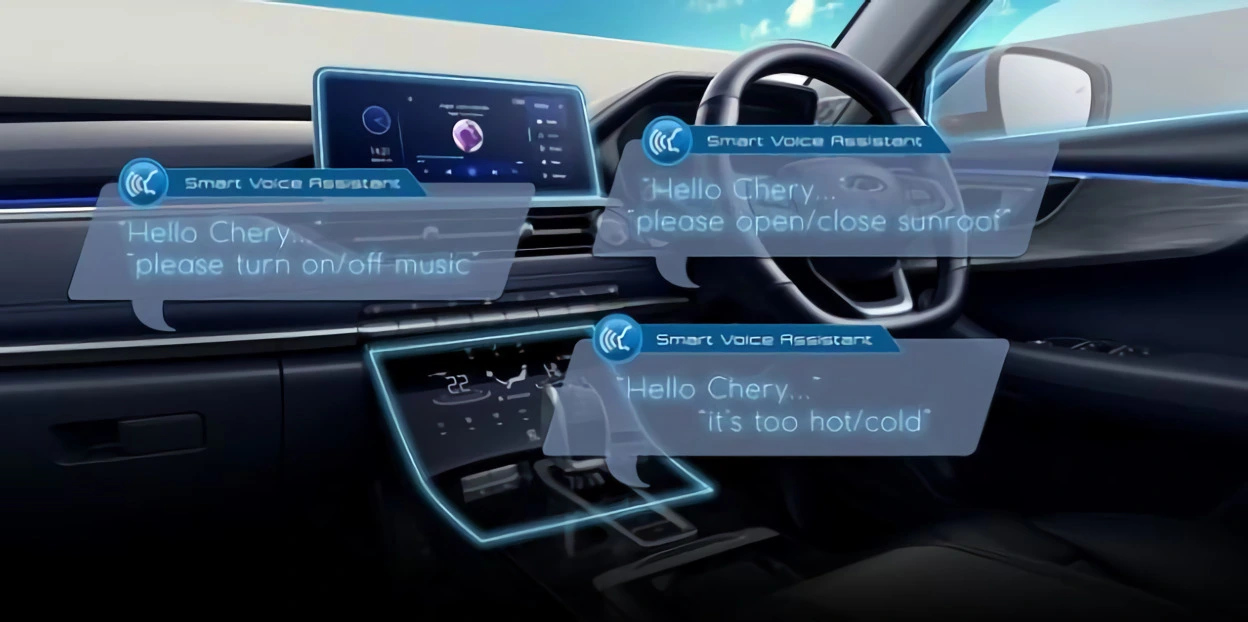 Smart Voice Assistant
"Hello Chery..."
"please turn on/off music"
Smart Voice Assistant
"Hello Chery..."
"please open/close sunroof"
Smart Voice Assistant
"Hello Chery..."
"it's too hot/cold"
22